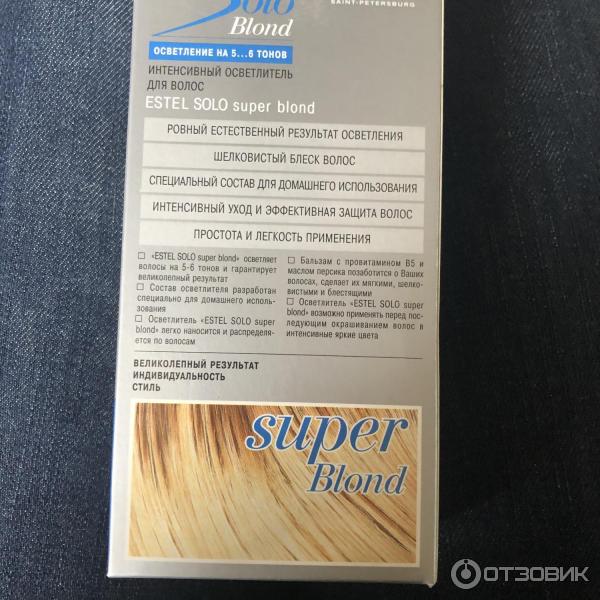 Solo
SAINT-PETERSBURG
Blond
ОСВЕТЛЕНИЕ НА 5...6 ТОНОВ
ИНТЕНСИВНЫЙ ОСВЕТЛИТЕЛЬ
ДЛЯ ВОЛОС
ESTEL SOLO super blond
РОВНЫЙ ЕСТЕСТВЕННЫЙ РЕЗУЛЬТАТ ОСВЕТЛЕНИЯ
ШЕЛКОВИСТЫЙ БЛЕСК ВОЛОС
СПЕЦИАЛЬНЫЙ СОСТАВ ДЛЯ ДОМАШНЕГО ИСПОЛЬЗОВАНИЯ
ИНТЕНСИВНЫЙ УХОД И ЭФФЕКТИВНАЯ ЗАЩИТА ВОЛОС
ПРОСТОТА И ЛЕГКОСТЬ ПРИМЕНЕНИЯ
«ESTEL SOLO super blond» осветляет
волосы на 5-6 тонов и гарантирует
великолепный результат
Состав осветлителя разработан
специально для домашнего исполь-
зования
Осветлитель «ESTEL SOLO super
blond» легко наносится и распределя-
ется по волосам
Бальзам с провитамином B5 и
маслом персика позаботится о Ваших
волосах, сделает их мягкими, шелко-
вистыми и блестящими
Осветлитель «ESTEL SOLO super
blond» возможно применять перед пос-
ледующим окрашиванием волос в
интенсивные яркие цвета
ВЕЛИКОЛЕПНЫЙ РЕЗУЛЬТАТ
ИНДИВИДУАЛЬНОСТЬ
СТИЛЬ
super
Blond
ОТЗОВИК